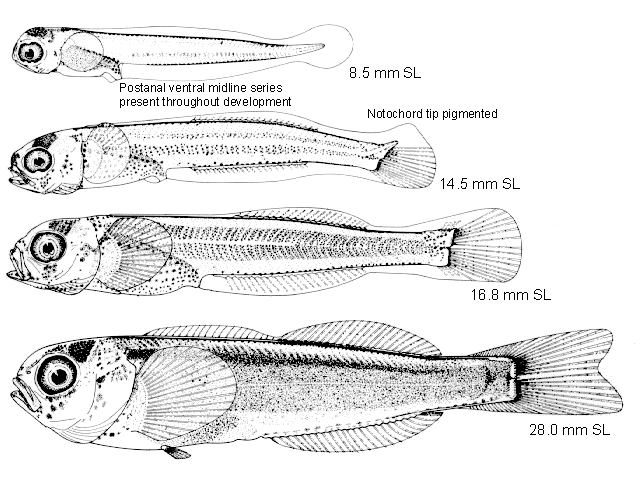 8.5 mm SL
Postanal ventral midline series
present throughout development
Notochord tip pigmented
14.5 mm SL
16.8 mm SL
28.0 mm SL